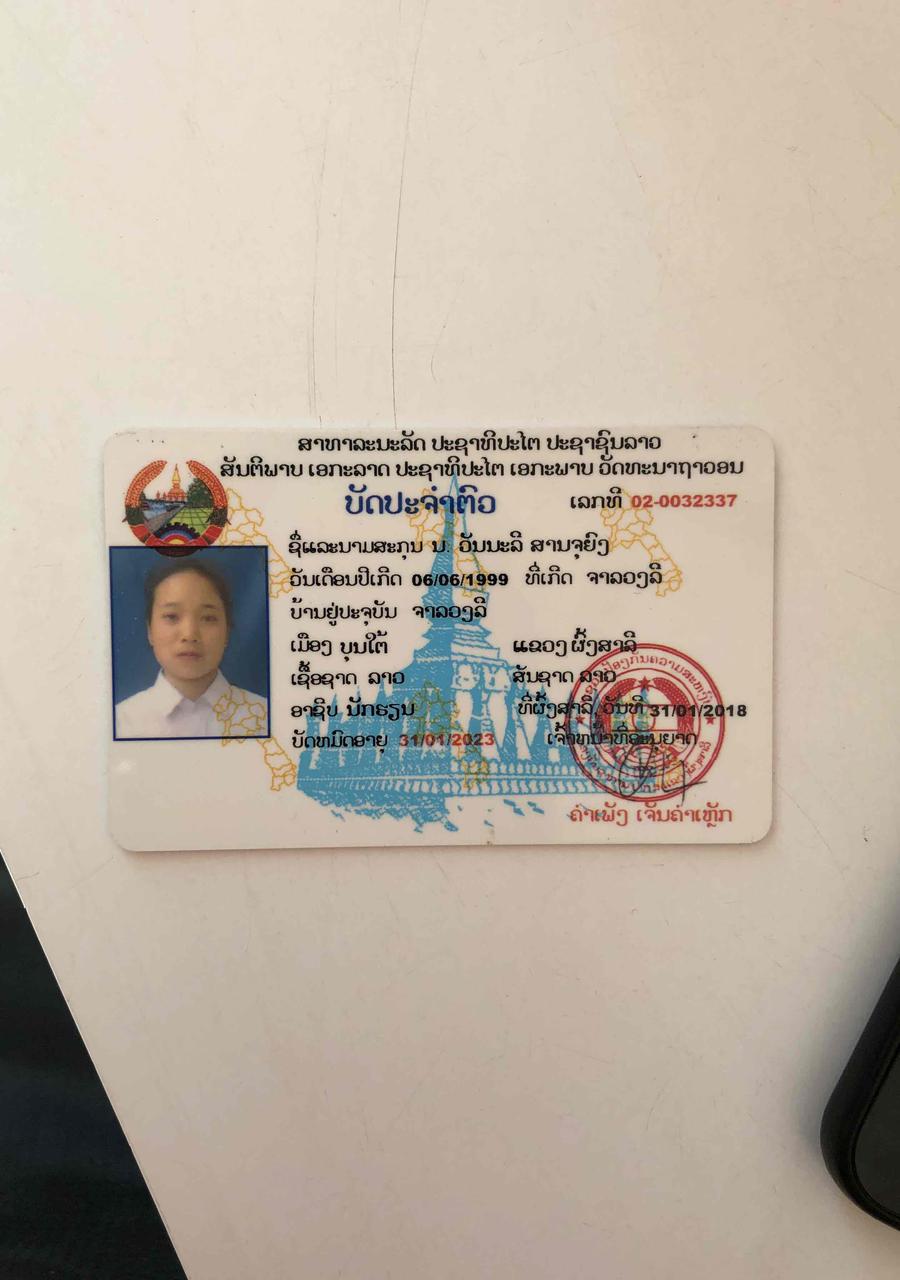 ສາທາລະນະລັດ ປະຊາທິປະໄຕ ປະຊາຊົນລາວ
ສັນຕິພາບ ເອກະລາດ ປະຊາທິປະໄຕ ເອກະພາບ ວັດທະນາຖາວອນ
ບັດປະຈຳຕົວ ເລກທີ 02-0032337
ຊື່ແລະນາມສະກຸນ ນ. ວັນນະລີ ສານຈຸຍົງ
ວັນເດືອນປີເກີດ 06/06/1999 ທີ່ເກີດ ຈາລວງລີ
ບ້ານຢູ່ປະຈຸບັນ ຈາລວງລີ
ເມືອງ ບຸນໃຕ້ ແຂວງ ຜົ້ງສາລີ
ເຊື້ອຊາດ ລາວ ສັນຊາດ ລາວ
ອາຊີບ ນັກຮຽນ ທີ່ຜົ້ງສາລີ, ວັນທີ 31/01/2018
ບັດຫມົດອາຍຸ 31/01/2023 ເຈົ້າຫນ້າທີ່ອະນຸຍາດ
ຄຳເພັງ ເຈັນຄຳເຫຼັກ